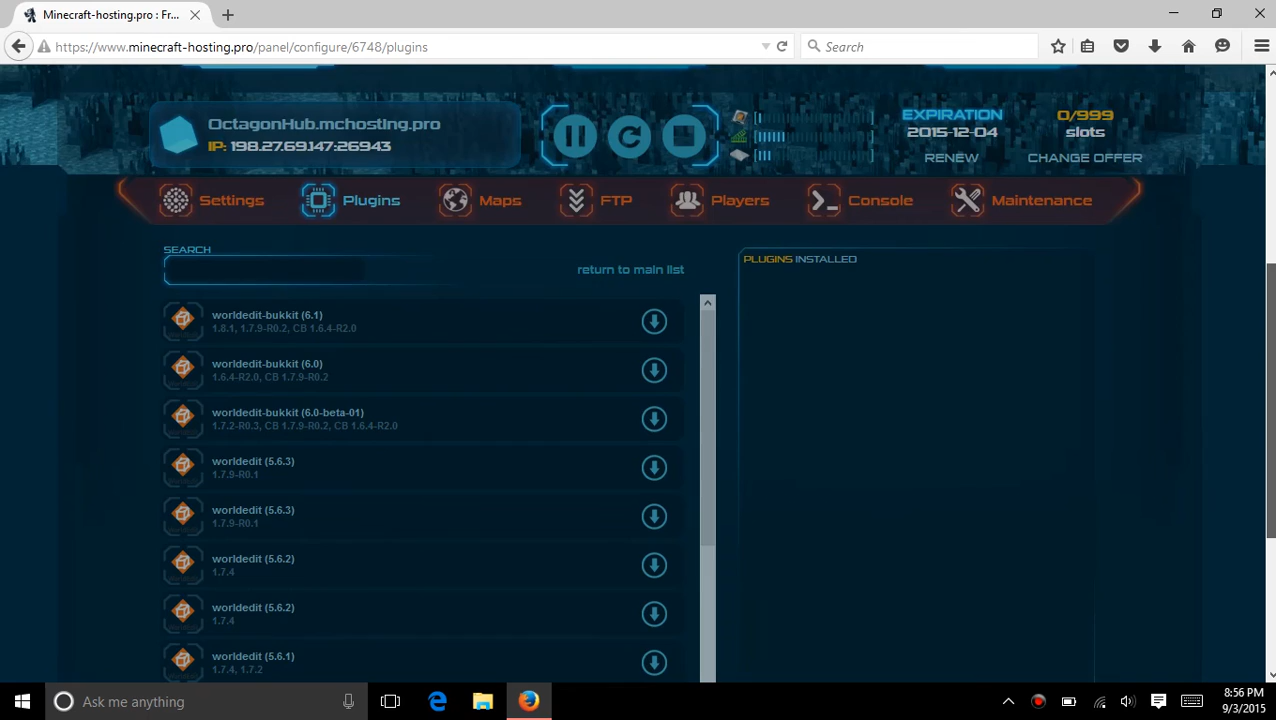 Minecraft-hosting.pro : Fr...
https://www.minecraft-hosting.pro/panel/configure/6748/plugins
Search
OctagonHub.mchosting.pro
IP: 198.27.69.147:26943
EXPIRATION
2015-12-04
RENEW
0/999
slots
CHANGE OFFER
Settings
Plugins
Maps
FTP
Players
Console
Maintenance
SEARCH
return to main list
PLUGINS INSTALLED
worldedit-bukkit (6.1)
1.8.1, 1.7.9-R0.2, CB 1.6.4-R2.0
worldedit-bukkit (6.0)
1.6.4-R2.0, CB 1.7.9-R0.2
worldedit-bukkit (6.0-beta-01)
1.7.2-R0.3, CB 1.7.9-R0.2, CB 1.6.4-R2.0
worldedit (5.6.3)
1.7.9-R0.1
worldedit (5.6.3)
1.7.9-R0.1
worldedit (5.6.2)
1.7.4
worldedit (5.6.2)
1.7.4
worldedit (5.6.1)
1.7.4, 1.7.2
Ask me anything
8:56 PM
9/3/2015